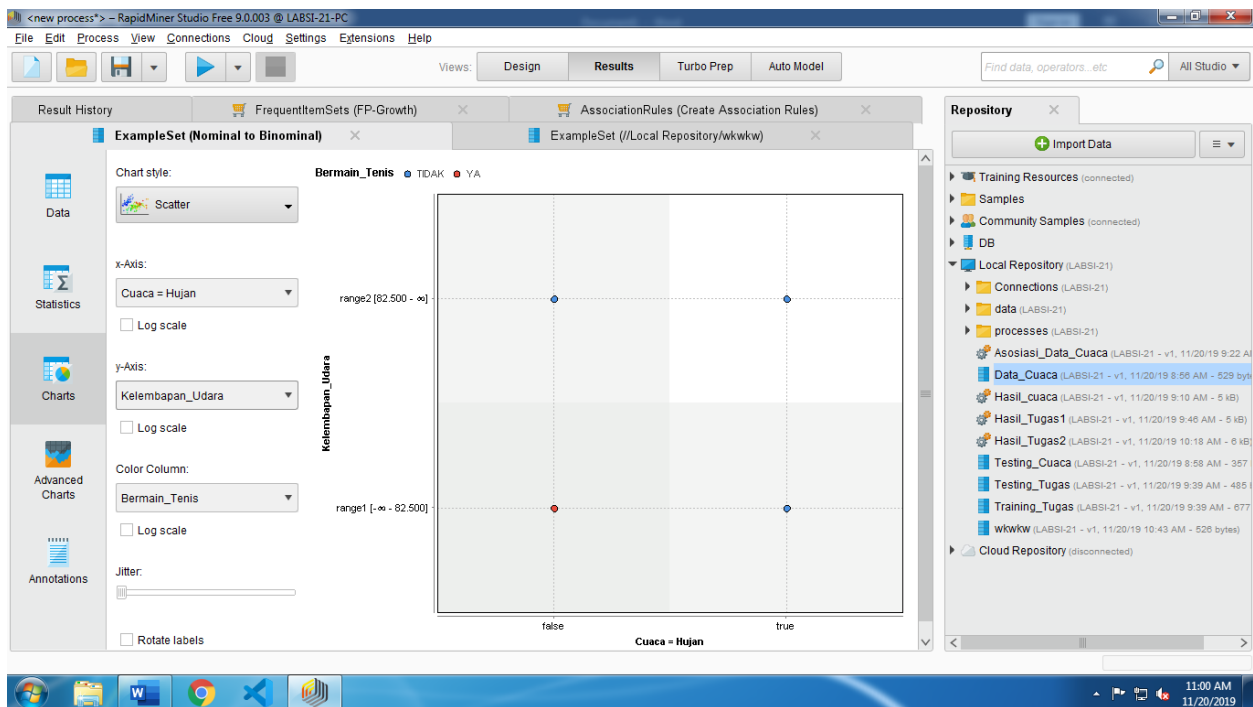 <new process*> – RapidMiner Studio Free 9.0.003 @ LABSI-21-PC
File Edit Process View Connections Cloud Settings Extensions Help
Views: Design Results Turbo Prep Auto Model
Find data, operators...etc
All Studio
Result History
FrequentItemSets (FP-Growth)
AssociationRules (Create Association Rules)
ExampleSet (Nominal to Binominal)
ExampleSet (//Local Repository/wkwkw)
Data
Statistics
Charts
Advanced
Charts
Annotations
Chart style:
Scatter
x-Axis:
Cuaca = Hujan
Log scale
y-Axis:
Kelembapan_Udara
Log scale
Color Column:
Bermain_Tenis
Log scale
Jitter:
Rotate labels
Bermain_Tenis TIDAK YA
range2 [82.500 - ∞]
Kelembapan_Udara
range1 [-∞ - 82.500]
false true
Cuaca = Hujan
Repository
Import Data
Training Resources (connected)
Samples
Community Samples (connected)
DB
Local Repository (LABSI-21)
Connections (LABSI-21)
data (LABSI-21)
processes (LABSI-21)
Asosiasi_Data_Cuaca (LABSI-21 - v1, 11/20/19 9:22 A
Data_Cuaca (LABSI-21 - v1, 11/20/19 8:56 AM - 529 byt
Hasil_cuaca (LABSI-21 - v1, 11/20/19 9:10 AM - 5 kB)
Hasil_Tugas1 (LABSI-21 - v1, 11/20/19 9:46 AM - 5 kB)
Hasil_Tugas2 (LABSI-21 - v1, 11/20/19 10:18 AM - 6 kB
Testing_Cuaca (LABSI-21 - v1, 11/20/19 8:58 AM - 357
Testing_Tugas (LABSI-21 - v1, 11/20/19 9:39 AM - 485
Training_Tugas (LABSI-21 - v1, 11/20/19 9:39 AM - 677
wkwkw (LABSI-21 - v1, 11/20/19 10:43 AM - 526 bytes)
Cloud Repository (disconnected)
11:00 AM
11/20/2019